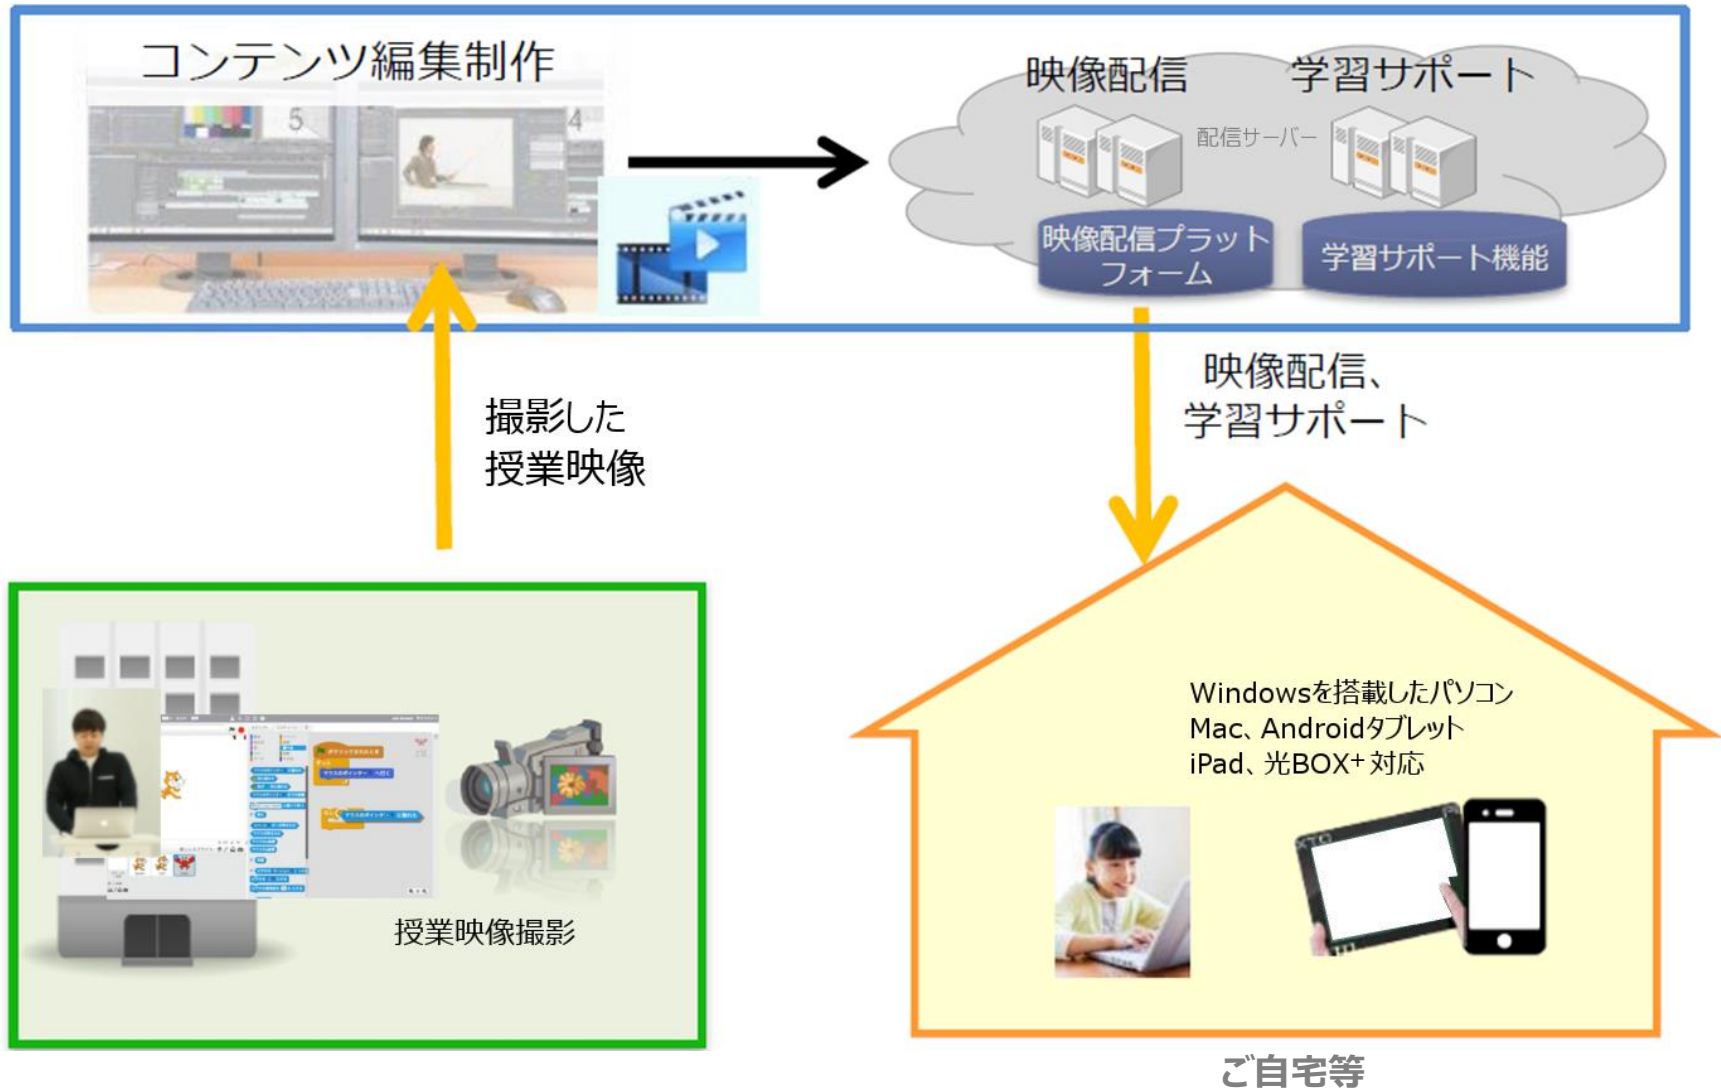 コンテンツ編集制作
5
4
映像配信
学習サポート
配信サーバー
映像配信プラット
フォーム
学習サポート機能
撮影した
授業映像
映像配信、
学習サポート
授業映像撮影
Windowsを搭載したパソコン
Mac、Androidタブレット
iPad、光BOX⁺対応
ご自宅等